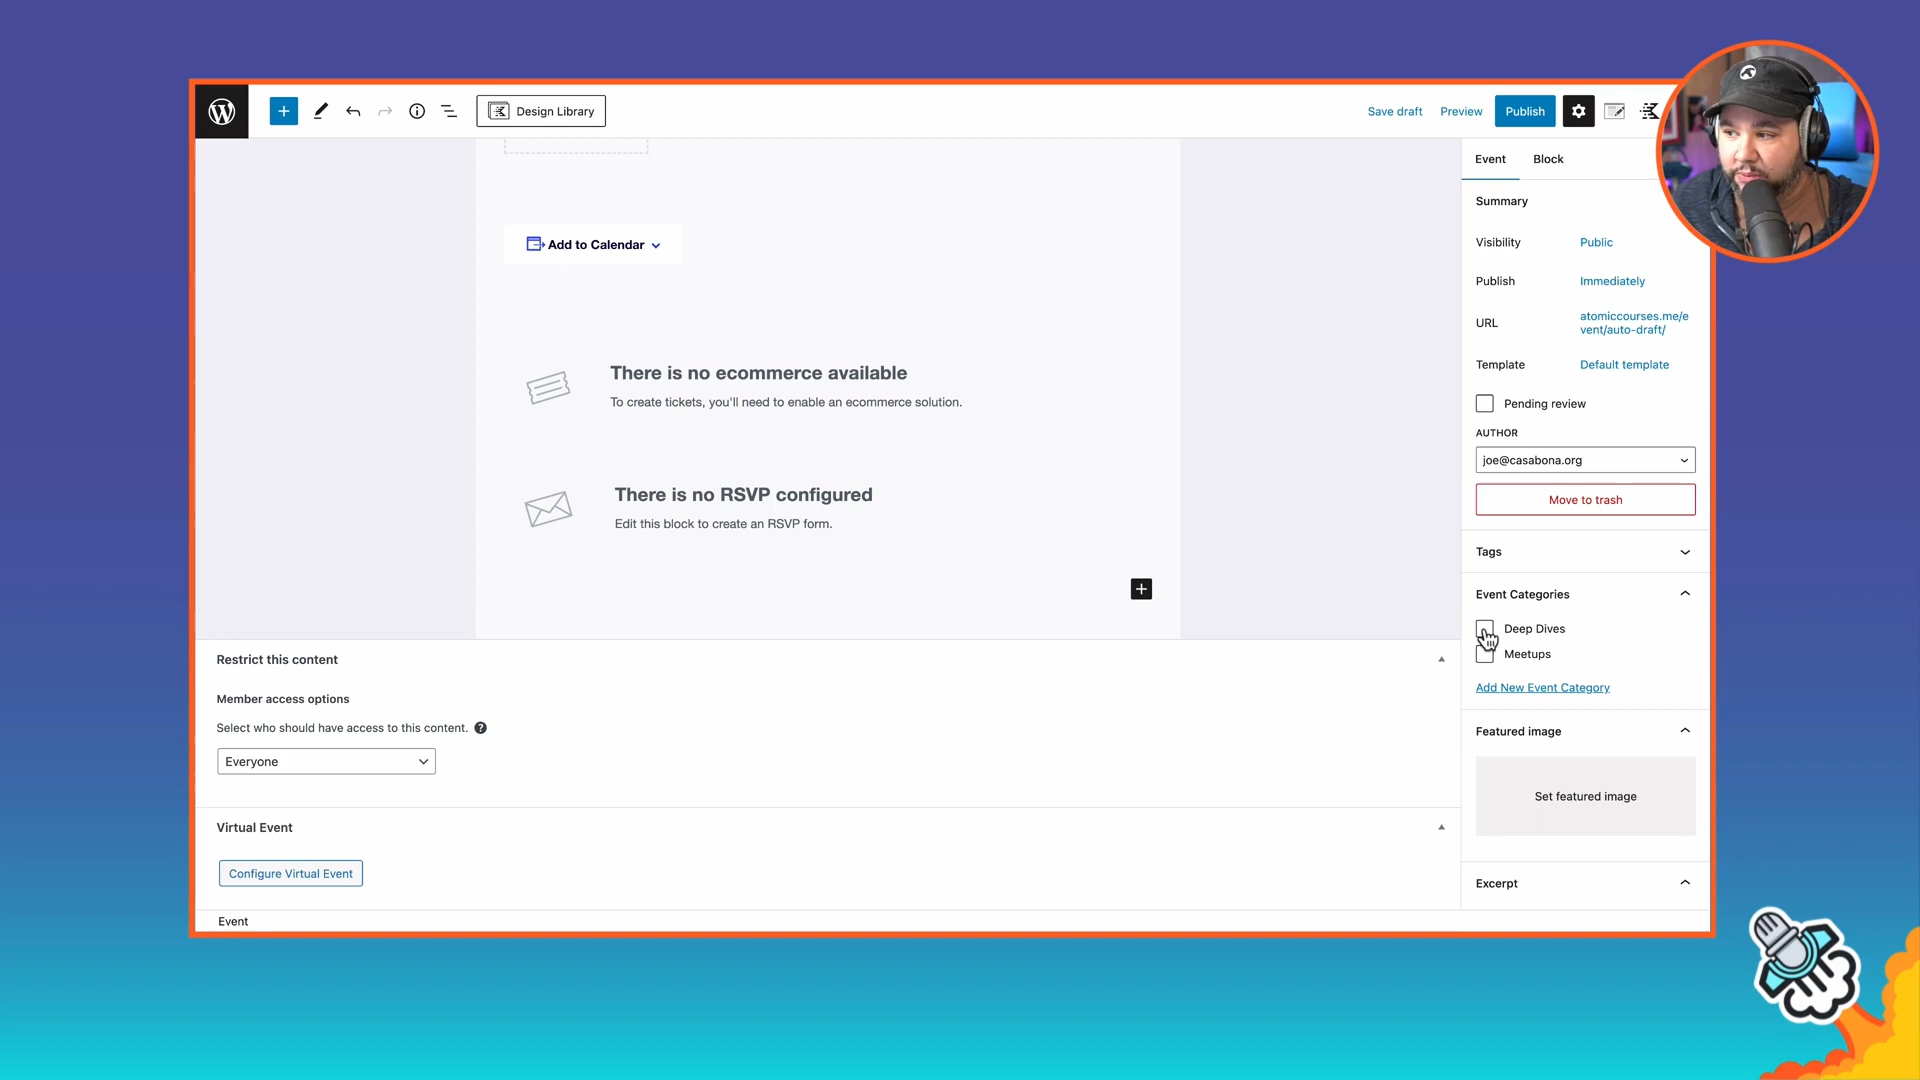 Design Library
Save draft
Preview
Publish
Add to Calendar
There is no ecommerce available
To create tickets, you'll need to enable an ecommerce solution.
There is no RSVP configured
Edit this block to create an RSVP form.
Restrict this content
Member access options
Select who should have access to this content. ?
Everyone
Virtual Event
Configure Virtual Event
Event
Event
Block
Summary
Visibility
Public
Publish
Immediately
URL
atomiccourses.me/e
vent/auto-draft/
Template
Default template
Pending review
AUTHOR
joe@casabona.org
Move to trash
Tags
Event Categories
Deep Dives
Meetups
Add New Event Category
Featured image
Set featured image
Excerpt